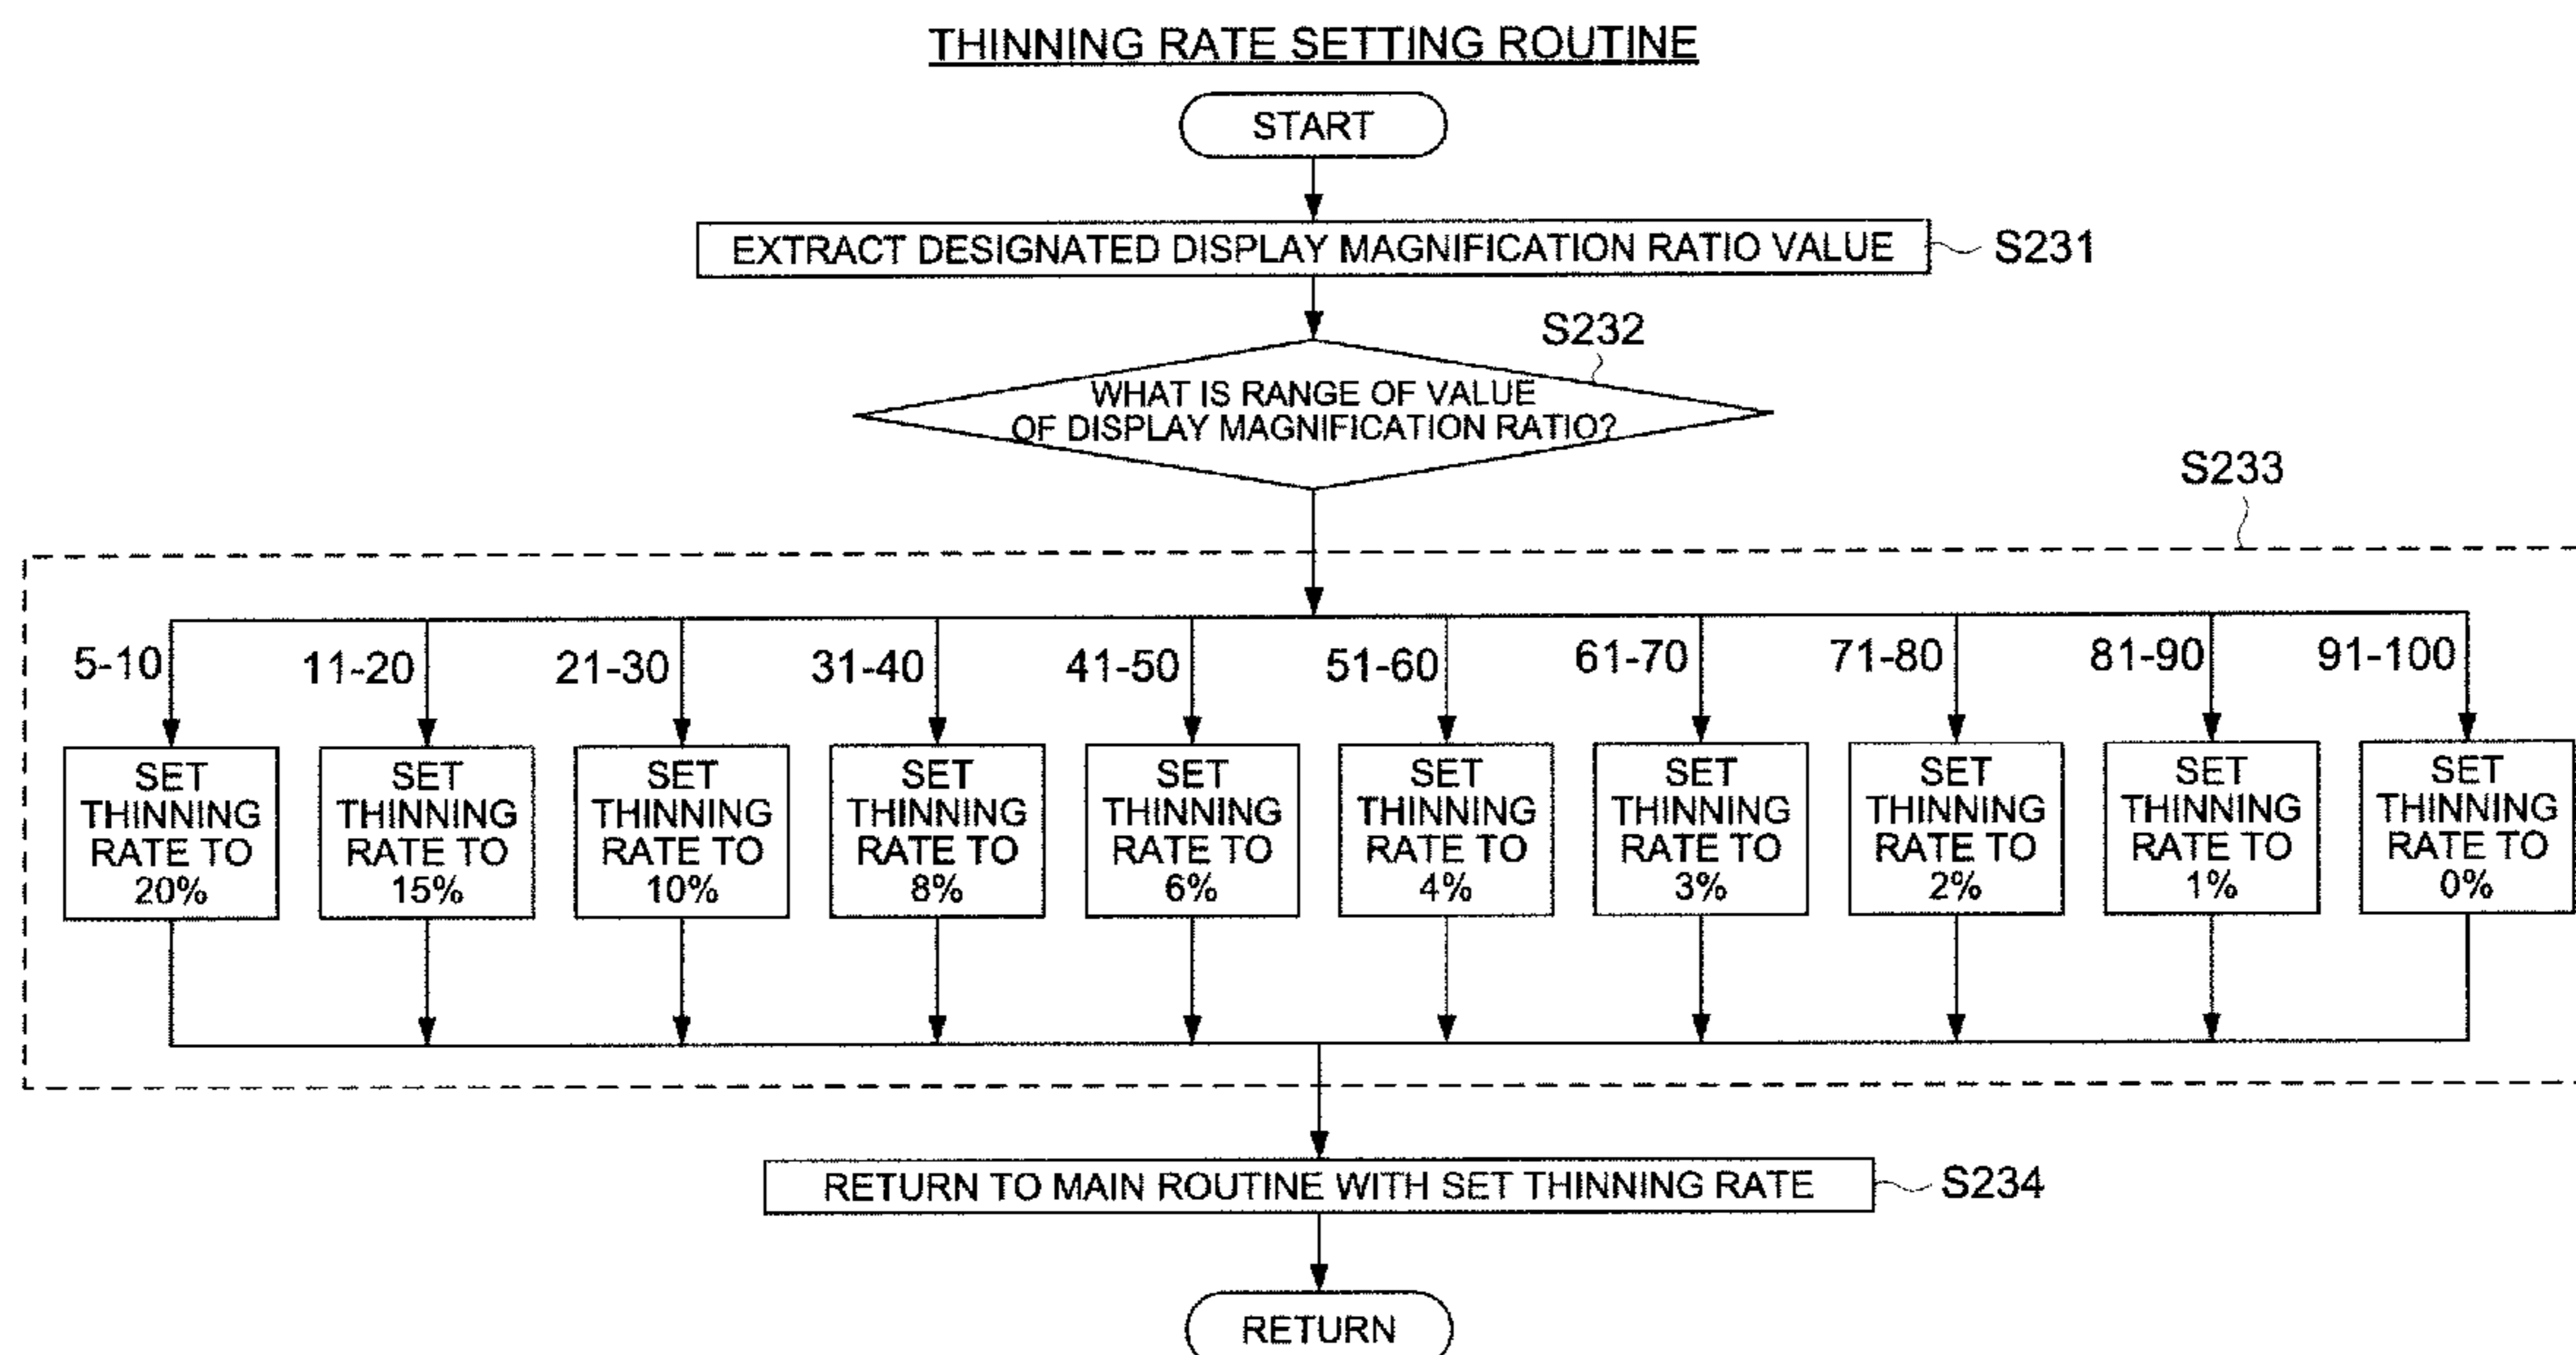 THINNING RATE SETTING ROUTINE
START
EXTRACT DESIGNATED DISPLAY MAGNIFICATION RATIO VALUE
S231
S232
WHAT IS RANGE OF VALUE
OF DISPLAY MAGNIFICATION RATIO?
S233
5-10
11-20
21-30
31-40
41-50
51-60
61-70
71-80
81-90
91-100
SET
THINNING
RATE TO
20%
SET
THINNING
RATE TO
15%
SET
THINNING
RATE TO
10%
SET
THINNING
RATE TO
8%
SET
THINNING
RATE TO
6%
SET
THINNING
RATE TO
4%
SET
THINNING
RATE TO
3%
SET
THINNING
RATE TO
2%
SET
THINNING
RATE TO
1%
SET
THINNING
RATE TO
0%
RETURN TO MAIN ROUTINE WITH SET THINNING RATE
S234
RETURN